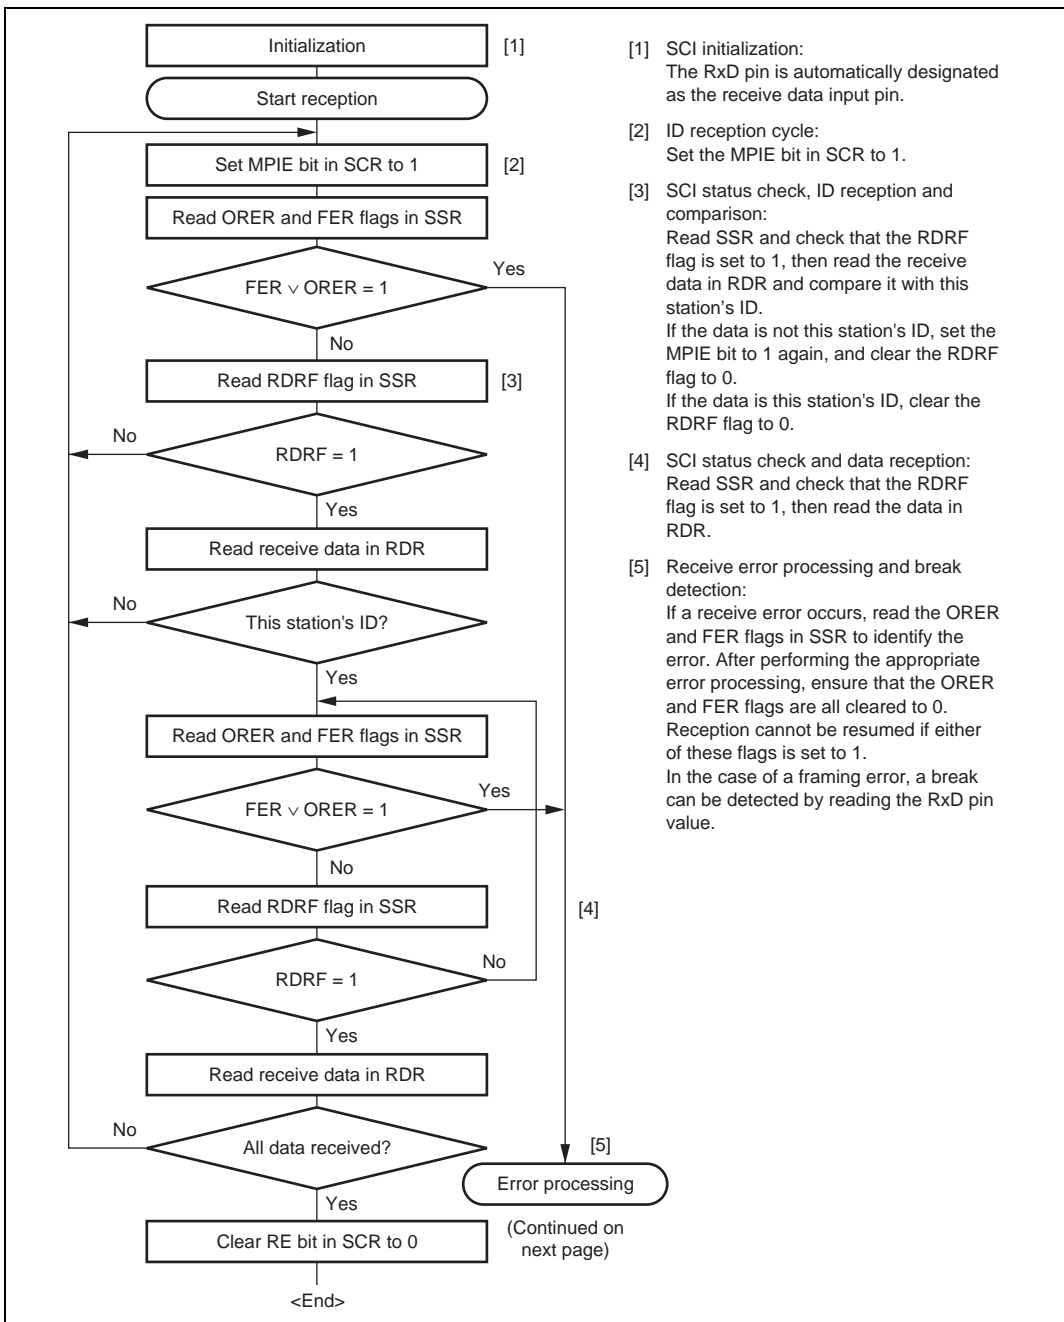 Initialization
[1]
Start reception
Set MPIE bit in SCR to 1
[2]
Read ORER and FER flags in SSR
FER ∨ ORER = 1
Yes
No
Read RDRF flag in SSR
[3]
No
RDRF = 1
Yes
Read receive data in RDR
No
This station's ID?
Yes
Read ORER and FER flags in SSR
FER ∨ ORER = 1
Yes
No
Read RDRF flag in SSR
[4]
RDRF = 1
No
Yes
Read receive data in RDR
No
All data received?
[5]
Error processing
Yes
(Continued on
next page)
Clear RE bit in SCR to 0
<End>
[1] SCI initialization:
The RxD pin is automatically designated
as the receive data input pin.
[2] ID reception cycle:
Set the MPIE bit in SCR to 1.
[3] SCI status check, ID reception and
comparison:
Read SSR and check that the RDRF
flag is set to 1, then read the receive
data in RDR and compare it with this
station’s ID.
If the data is not this station's ID, set the
MPIE bit to 1 again, and clear the RDRF
flag to 0.
If the data is this station's ID, clear the
RDRF flag to 0.
[4] SCI status check and data reception:
Read SSR and check that the RDRF
flag is set to 1, then read the data in
RDR.
[5] Receive error processing and break
detection:
If a receive error occurs, read the ORER
and FER flags in SSR to identify the
error. After performing the appropriate
error processing, ensure that the ORER
and FER flags are all cleared to 0.
Reception cannot be resumed if either
of these flags is set to 1.
In the case of a framing error, a break
can be detected by reading the RxD pin
value.